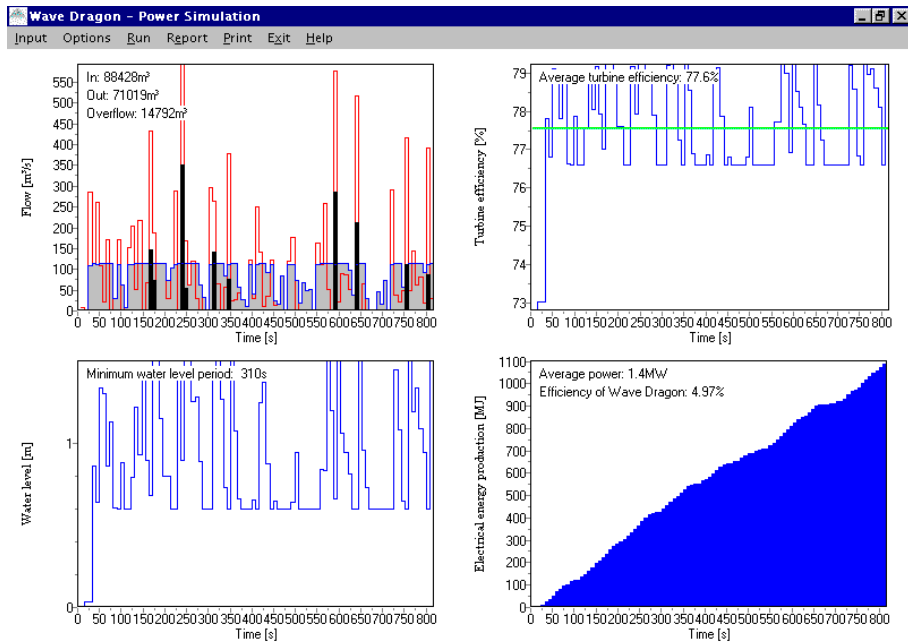 Wave Dragon - Power Simulation
Input Options Run Report Print Exit Help
In: 88428m³
Out: 71019m³
Overflow: 14792m³
Flow [m³/s]
550
500
450
400
350
300
250
200
150
100
50
0
0 50 100 150 200 250 300 350 400 450 500 550 600 650 700 750 800
Time [s]
Average turbine efficiency: 77.6%
Turbine efficiency [%]
79
78
77
76
75
74
73
0 50 100 150 200 250 300 350 400 450 500 550 600 650 700 750 800
Time [s]
Minimum water level period: 310s
Water level [m]
1
0
0 50 100 150 200 250 300 350 400 450 500 550 600 650 700 750 800
Time [s]
Average power: 1.4MW
Efficiency of Wave Dragon: 4.97%
Electrical energy production [MJ]
1100
1000
900
800
700
600
500
400
300
200
100
0
0 50 100 150 200 250 300 350 400 450 500 550 600 650 700 750 800
Time [s]